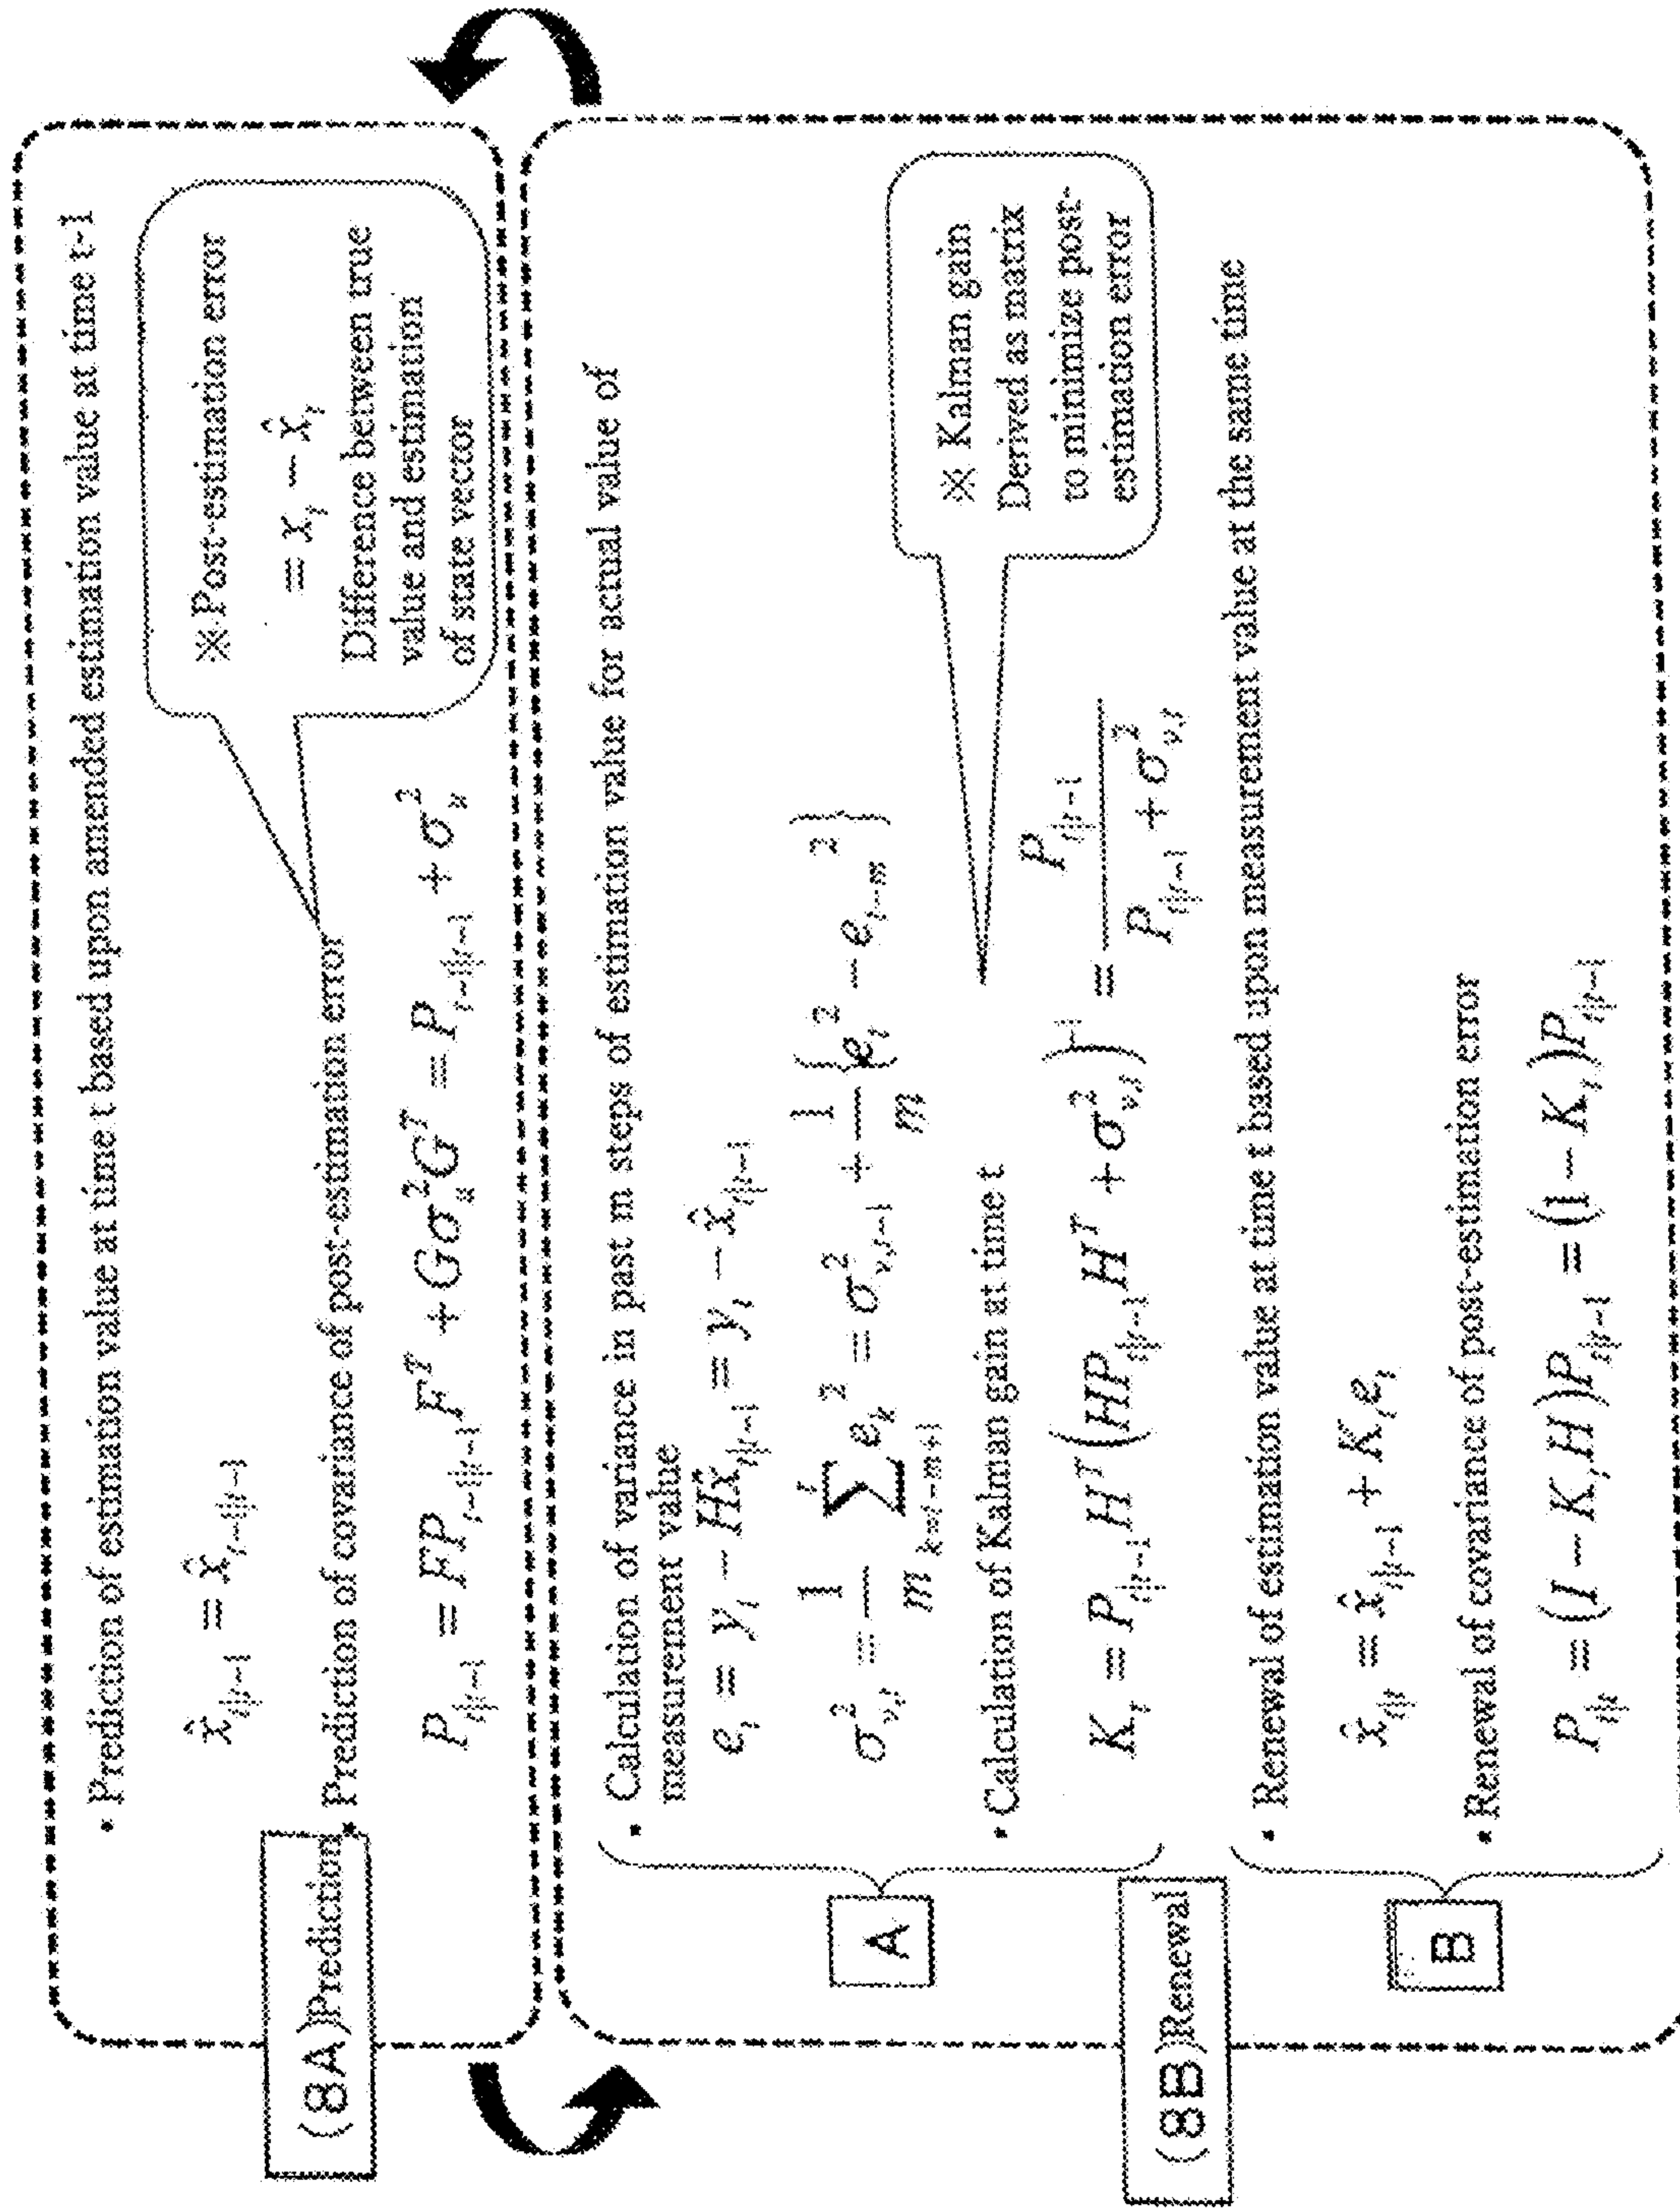 (8A)Prediction
• Prediction of estimation value at time t based upon amended estimation value at time t-1
x̂_{t|t−1} = x̂_{t−1|t−1}
• Prediction of covariance of post-estimation error
P_{t|t−1} = FP_{t−1|t−1}F^T + Gσ_u^2G^T = P_{t−1|t−1} + σ_u^2
※Post-estimation error
= x_t − x̂_t
Difference between true
value and estimation
of state vector
(8B)Renewal
A
• Calculation of variance in past m steps of estimation value for actual value of
measurement value
e_t = y_t − Hx̂_{t|t−1} = y_t − x̂_{t|t−1}
σ_{v,t}^2 = \frac{1}{m} ∑_{k=t−m+1}^{t} e_k^2 = σ_{v,t−1}^2 + \frac{1}{m} {e_t^2 − e_{t−m}^2}
• Calculation of Kalman gain at time t
K_t = P_{t|t−1}H^T(HP_{t|t−1}H^T + σ_{v,t}^2)^{−1} = \frac{P_{t|t−1}}{P_{t|t−1} + σ_{v,t}^2}
※ Kalman gain
Derived as matrix
to minimize post-
estimation error
B
• Renewal of estimation value at time t based upon measurement value at the same time
x̂_{t|t} = x̂_{t|t−1} + K_t e_t
• Renewal of covariance of post-estimation error
P_{t|t} = (I − K_tH)P_{t|t−1} = (1 − K_t)P_{t|t−1}